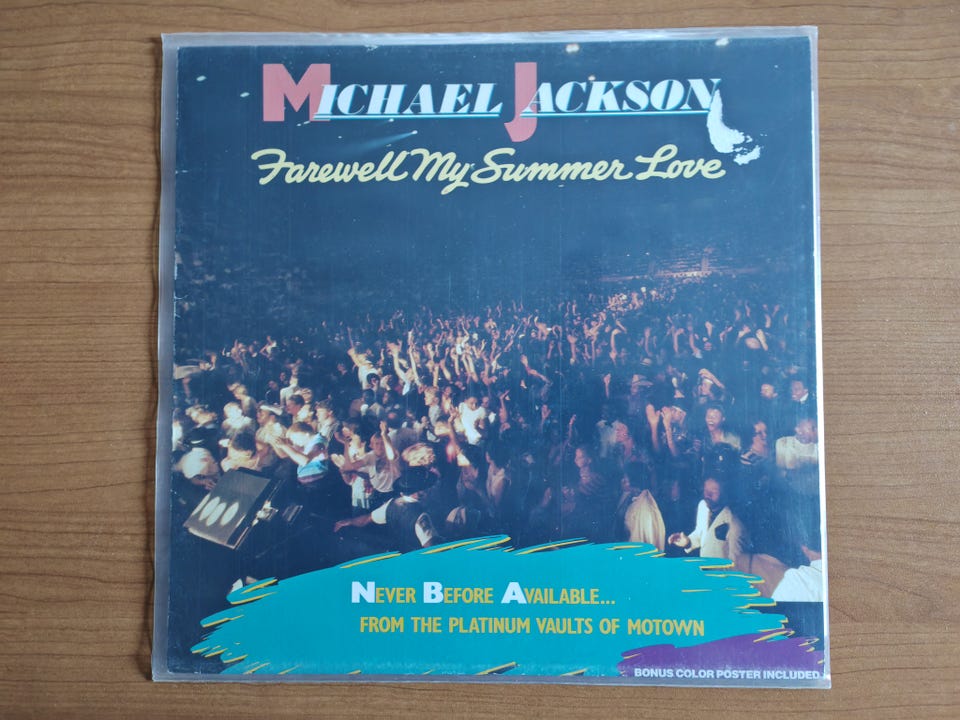 MICHAEL JACKSON
Farewell My Summer Love
NEVER BEFORE AVAILABLE...
FROM THE PLATINUM VAULTS OF MOTOWN
BONUS COLOR POSTER INCLUDED